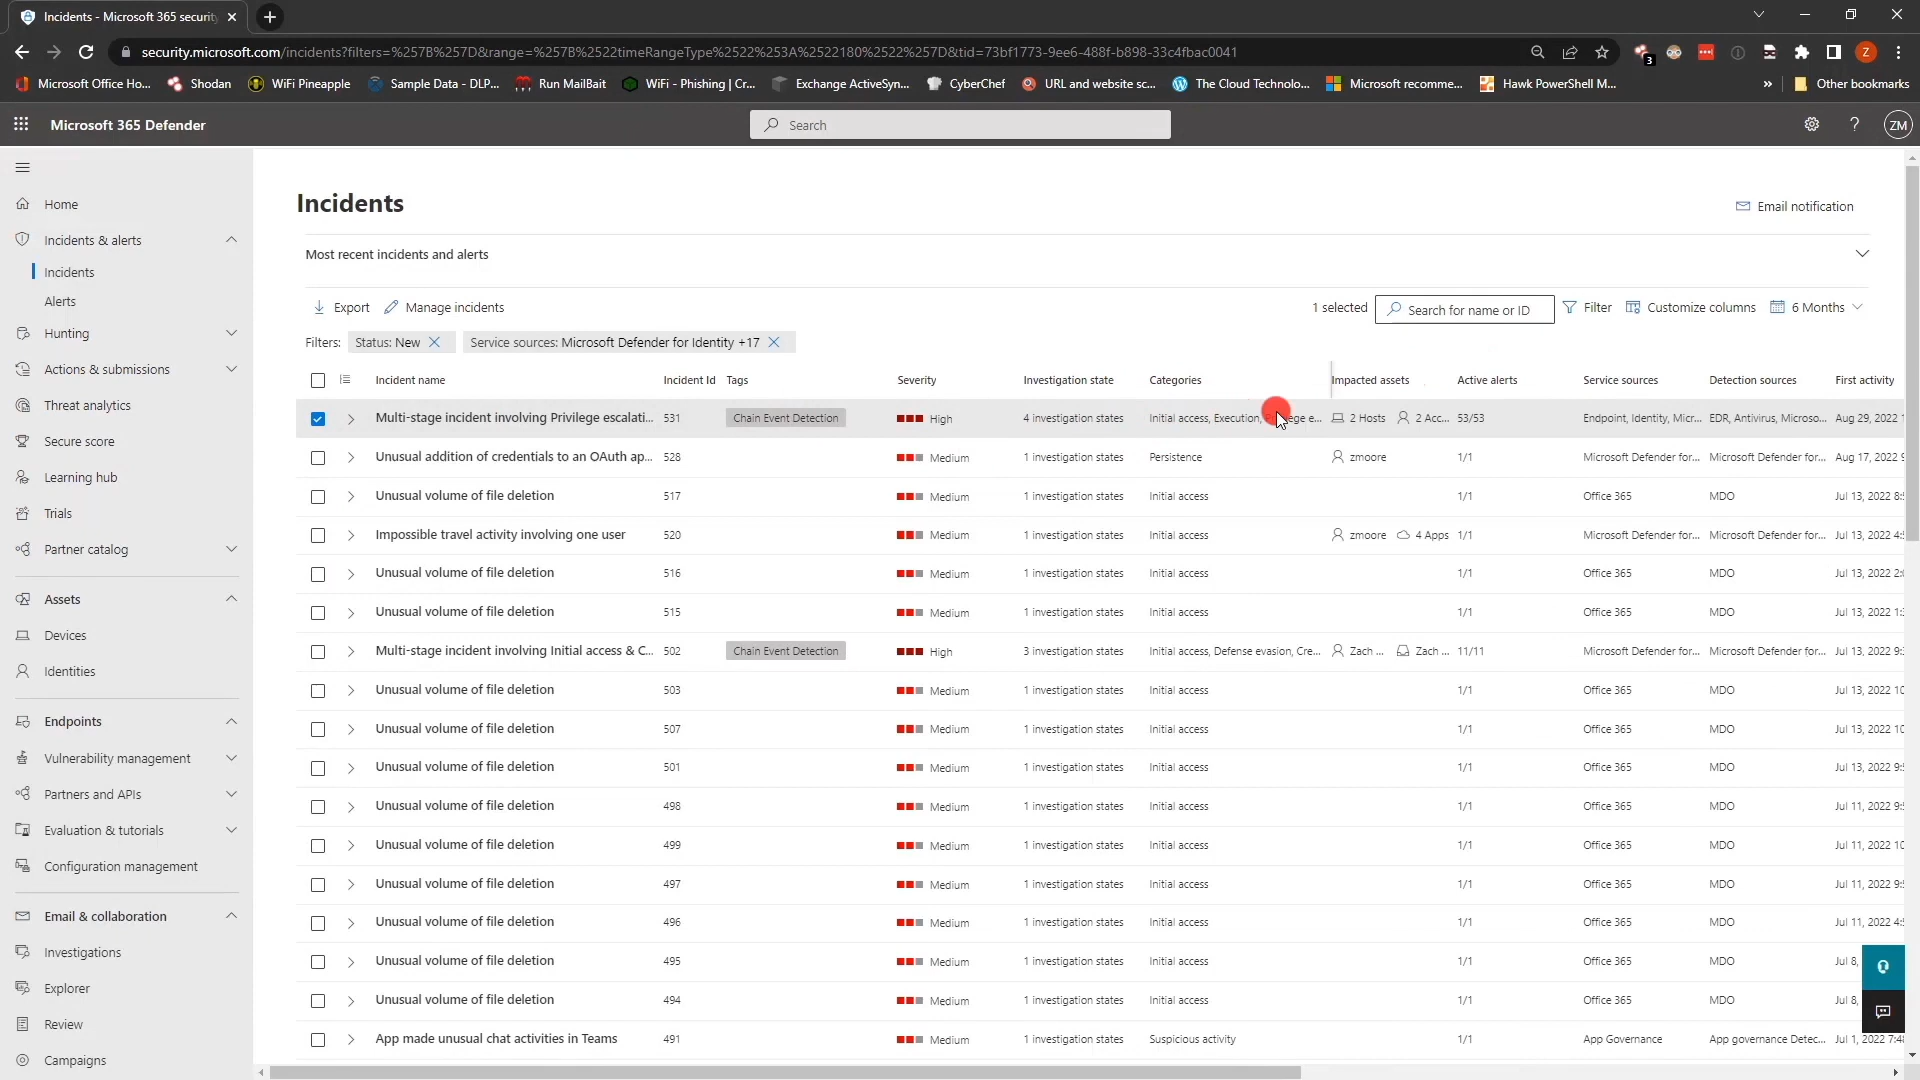 Incidents - Microsoft 365 securit
security.microsoft.com/incidents?filters=%257B%257D&range=%257B%2522timeRangeType%2522%253A%2522180%2522%257D&tid=73bf1773-9ee6-488f-b898-33c4fbac0041
3
Z
Microsoft Office Ho...
Shodan
WiFi Pineapple
Sample Data - DLP...
Run MailBait
WiFi - Phishing | Cr...
Exchange ActiveSyn...
CyberChef
URL and website sc...
The Cloud Technolo...
Microsoft recomme...
Hawk PowerShell M...
Other bookmarks
Microsoft 365 Defender
Search
ZM
Home
Incidents & alerts
Incidents
Alerts
Hunting
Actions & submissions
Threat analytics
Secure score
Learning hub
Trials
Partner catalog
Assets
Devices
Identities
Endpoints
Vulnerability management
Partners and APIs
Evaluation & tutorials
Configuration management
Email & collaboration
Investigations
Explorer
Review
Campaigns
Incidents
Email notification
Most recent incidents and alerts
Export Manage incidents 1 selected Search for name or ID Filter Customize columns 6 Months
Filters: Status: New Service sources: Microsoft Defender for Identity +17
Incident name Incident Id Tags Severity Investigation state Categories Impacted assets Active alerts Service sources Detection sources First activity
Multi-stage incident involving Privilege escalati... 531 Chain Event Detection High 4 investigation states Initial access, Execution, ege e... 2 Hosts 2 Acc... 53/53 Endpoint, Identity, Micr... EDR, Antivirus, Microso... Aug 29, 2022 1
Unusual addition of credentials to an OAuth ap... 528 Medium 1 investigation states Persistence zmoore 1/1 Microsoft Defender for... Microsoft Defender for... Aug 17, 2022 9
Unusual volume of file deletion 517 Medium 1 investigation states Initial access 1/1 Office 365 MDO Jul 13, 2022 8:
Impossible travel activity involving one user 520 Medium 1 investigation states Initial access zmoore 4 Apps 1/1 Microsoft Defender for... Microsoft Defender for... Jul 13, 2022 4:
Unusual volume of file deletion 516 Medium 1 investigation states Initial access 1/1 Office 365 MDO Jul 13, 2022 2:
Unusual volume of file deletion 515 Medium 1 investigation states Initial access 1/1 Office 365 MDO Jul 13, 2022 1:
Multi-stage incident involving Initial access & C... 502 Chain Event Detection High 3 investigation states Initial access, Defense evasion, Cre... Zach ... Zach ... 11/11 Microsoft Defender for... Microsoft Defender for... Jul 13, 2022 9:
Unusual volume of file deletion 503 Medium 1 investigation states Initial access 1/1 Office 365 MDO Jul 13, 2022 10
Unusual volume of file deletion 507 Medium 1 investigation states Initial access 1/1 Office 365 MDO Jul 13, 2022 10
Unusual volume of file deletion 501 Medium 1 investigation states Initial access 1/1 Office 365 MDO Jul 13, 2022 9:
Unusual volume of file deletion 498 Medium 1 investigation states Initial access 1/1 Office 365 MDO Jul 11, 2022 9:
Unusual volume of file deletion 499 Medium 1 investigation states Initial access 1/1 Office 365 MDO Jul 11, 2022 10
Unusual volume of file deletion 497 Medium 1 investigation states Initial access 1/1 Office 365 MDO Jul 11, 2022 9:
Unusual volume of file deletion 496 Medium 1 investigation states Initial access 1/1 Office 365 MDO Jul 11, 2022 4:
Unusual volume of file deletion 495 Medium 1 investigation states Initial access 1/1 Office 365 MDO Jul 8,
Unusual volume of file deletion 494 Medium 1 investigation states Initial access 1/1 Office 365 MDO Jul 8,
App made unusual chat activities in Teams 491 Medium 1 investigation states Suspicious activity 1/1 App Governance App governance Detec... Jul 1, 2022 7:4